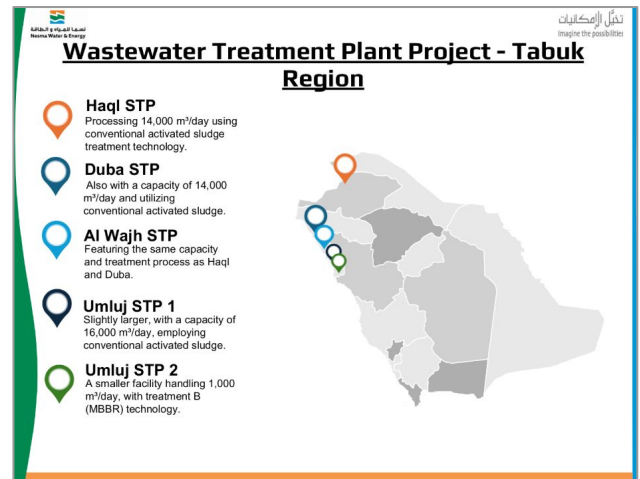 نسما للمياه و الطاقة
Nesma Water & Energy
تخيّل الإمكانيات
Imagine the possibilities
Wastewater Treatment Plant Project - Tabuk
Region
Haql STP
Processing 14,000 m³/day using
conventional activated sludge
treatment technology.
Duba STP
Also with a capacity of 14,000
m³/day and utilizing
conventional activated sludge.
Al Wajh STP
Featuring the same capacity
and treatment process as Haql
and Duba.
Umluj STP 1
Slightly larger, with a capacity of
16,000 m³/day, employing
conventional activated sludge.
Umluj STP 2
A smaller facility handling 1,000
m³/day, with treatment B
(MBBR) technology.